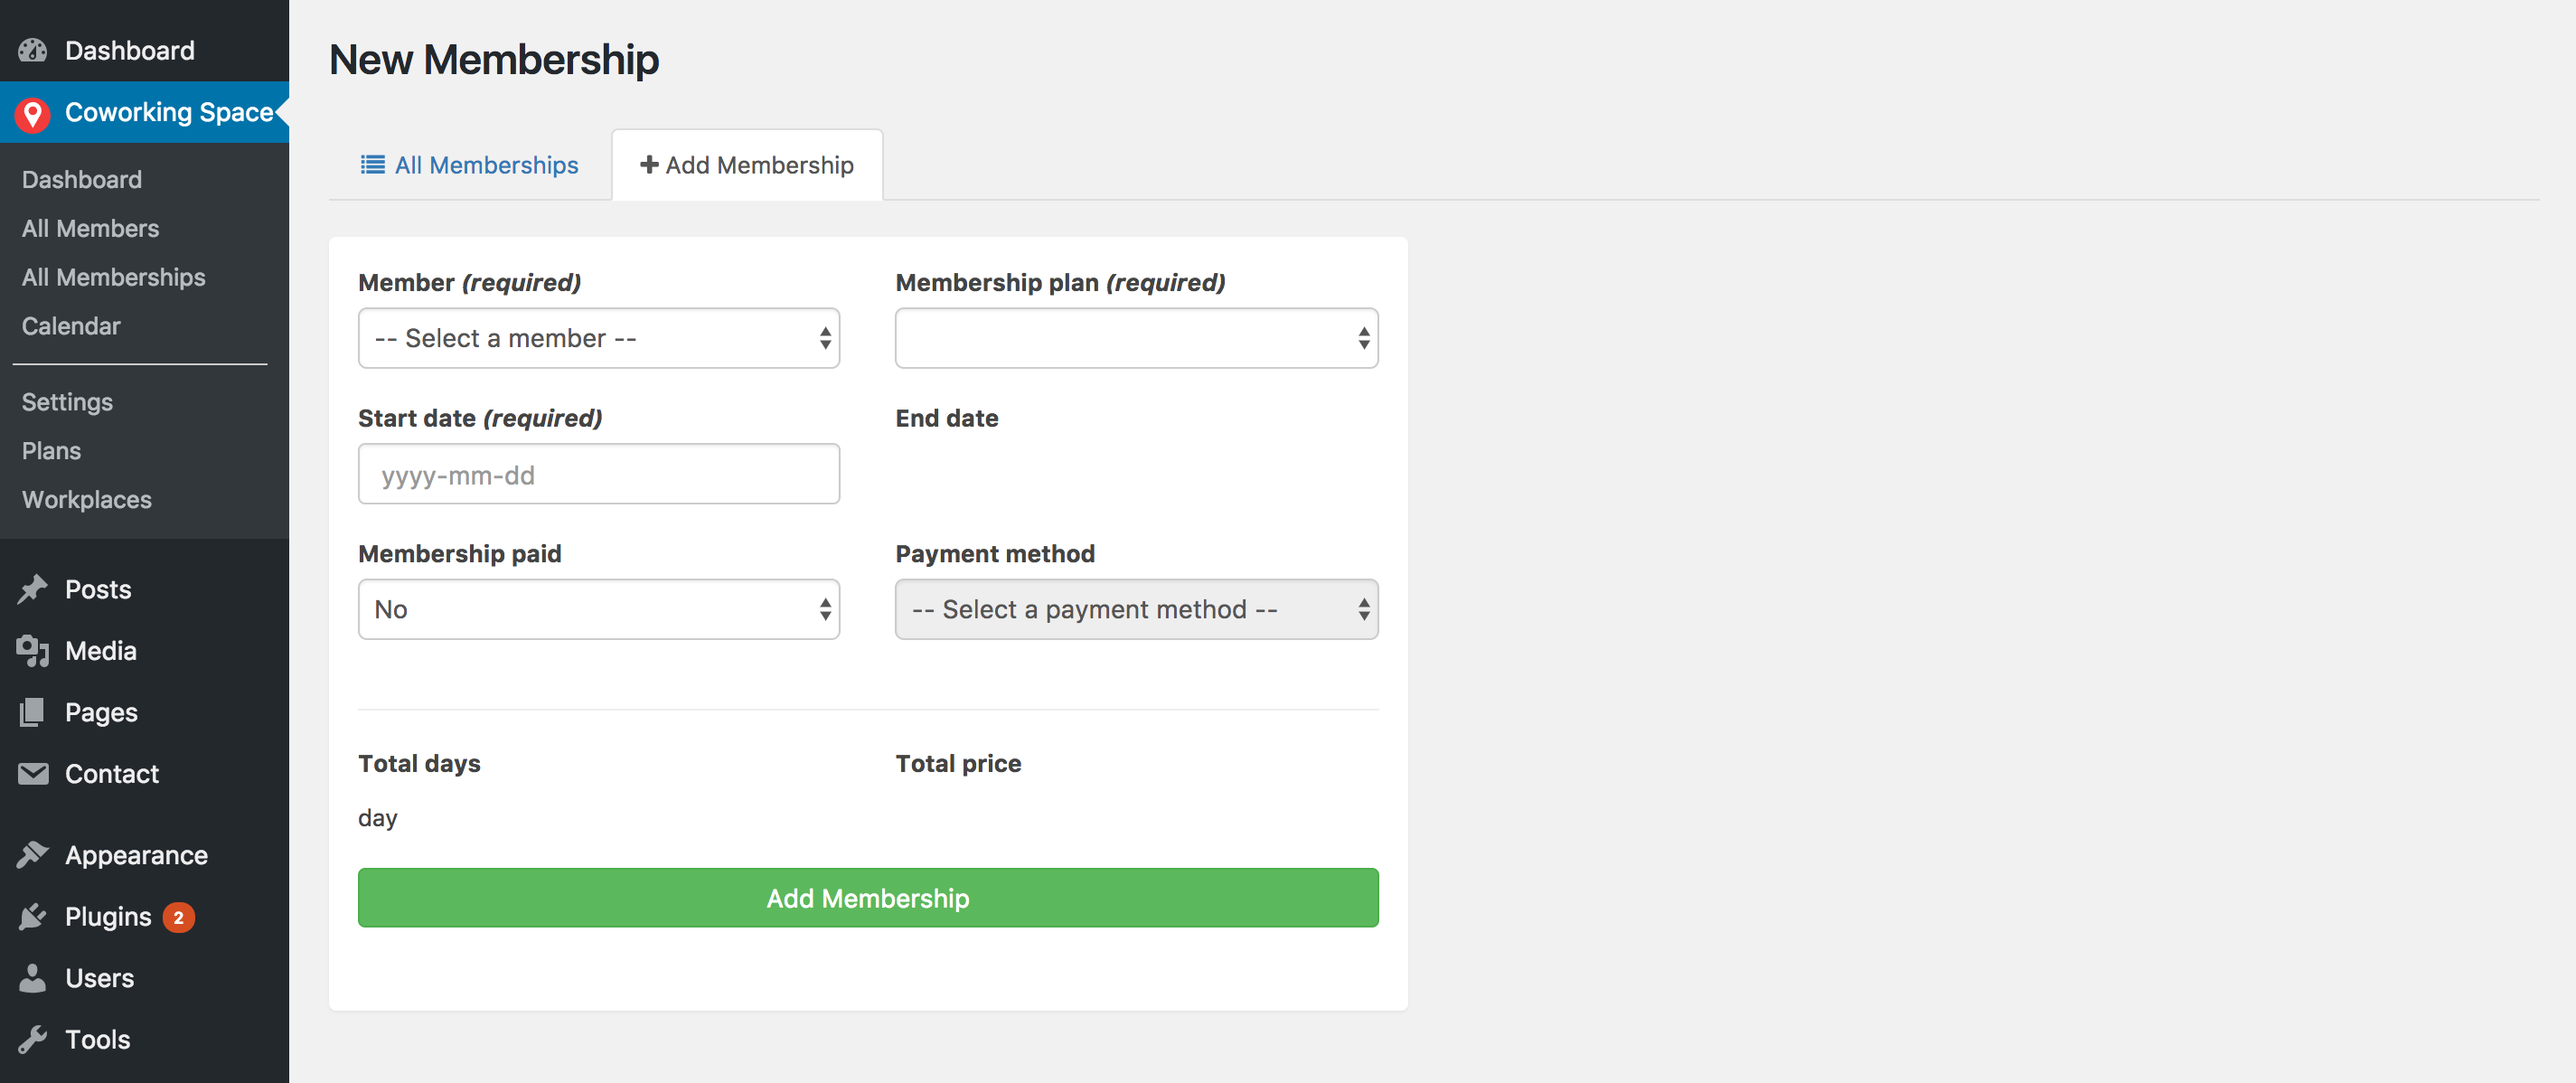 Dashboard
Coworking Space
Dashboard
All Members
All Memberships
Calendar
Settings
Plans
Workplaces
Posts
Media
Pages
Contact
Appearance
Plugins 2
Users
Tools
New Membership
All Memberships
Add Membership
Member (required)
-- Select a member --
Membership plan (required)
Start date (required)
yyyy-mm-dd
End date
Membership paid
No
Payment method
-- Select a payment method --
Total days
day
Total price
Add Membership